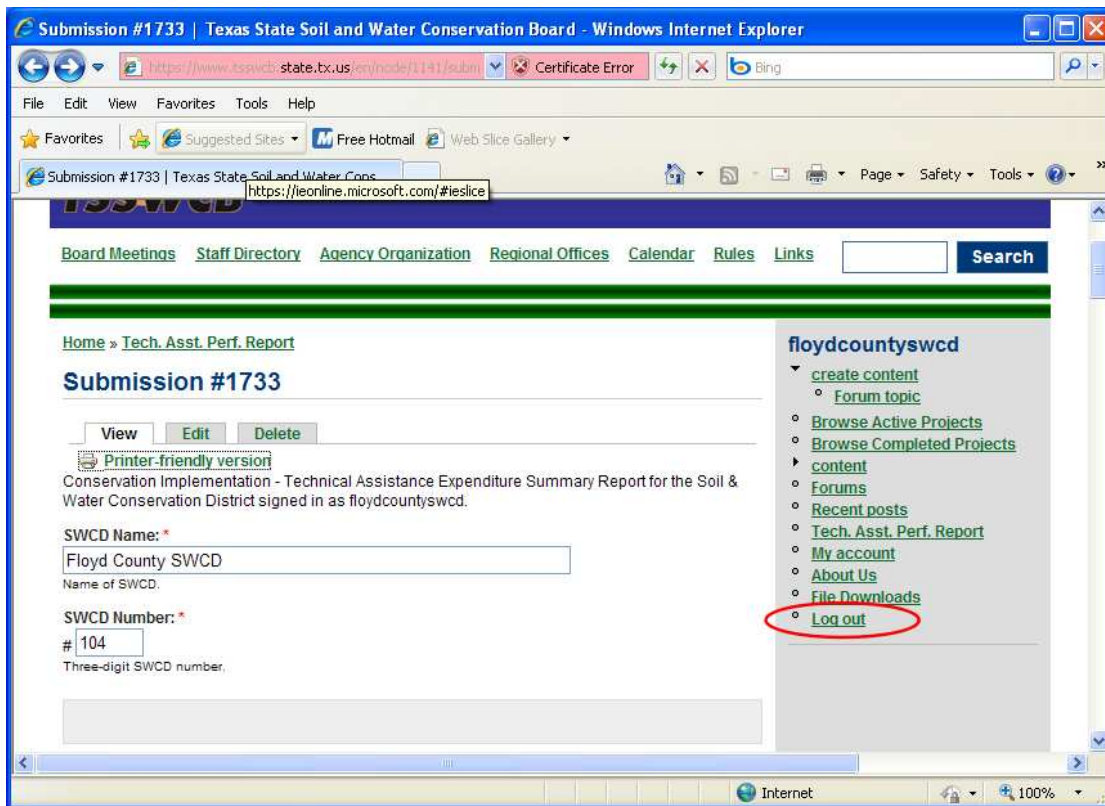 Submission #1733 | Texas State Soil and Water Conservation Board - Windows Internet Explorer
https://www.tsswcb.state.tx.us/en/node/1141/subm Certificate Error Bing
File Edit View Favorites Tools Help
Favorites Suggested Sites Free Hotmail Web Slice Gallery
Submission #1733 | Texas State Soil and Water Cons... Page Safety Tools
https://ieonline.microsoft.com/#ieslice
TSSWCB
Board Meetings Staff Directory Agency Organization Regional Offices Calendar Rules Links Search
Home » Tech. Asst. Perf. Report
Submission #1733
View Edit Delete
Printer-friendly version
Conservation Implementation - Technical Assistance Expenditure Summary Report for the Soil &
Water Conservation District signed in as floydcountyswcd.
SWCD Name: *
Floyd County SWCD
Name of SWCD.
SWCD Number: *
# 104
Three-digit SWCD number.
floydcountyswcd
create content
Forum topic
Browse Active Projects
Browse Completed Projects
content
Forums
Recent posts
Tech. Asst. Perf. Report
My account
About Us
File Downloads
Log out
Internet 100%